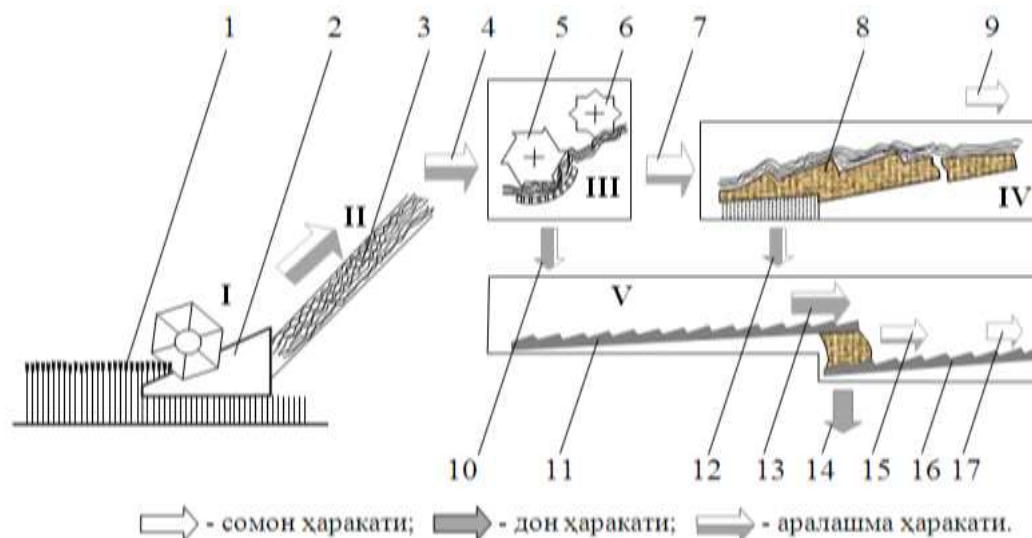 1 2 3 4 5 6 7 8 9
I II III IV V
10 11 12 13 14 15 16 17
- сомон ҳаракати; - дон ҳаракати; - аралашма ҳаракати.